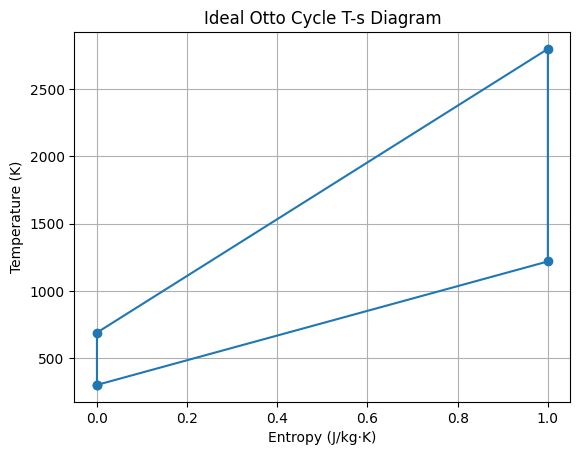 Ideal Otto Cycle T-s Diagram
Temperature (K)
2500
2000
1500
1000
500
0.0 0.2 0.4 0.6 0.8 1.0
Entropy (J/kg·K)